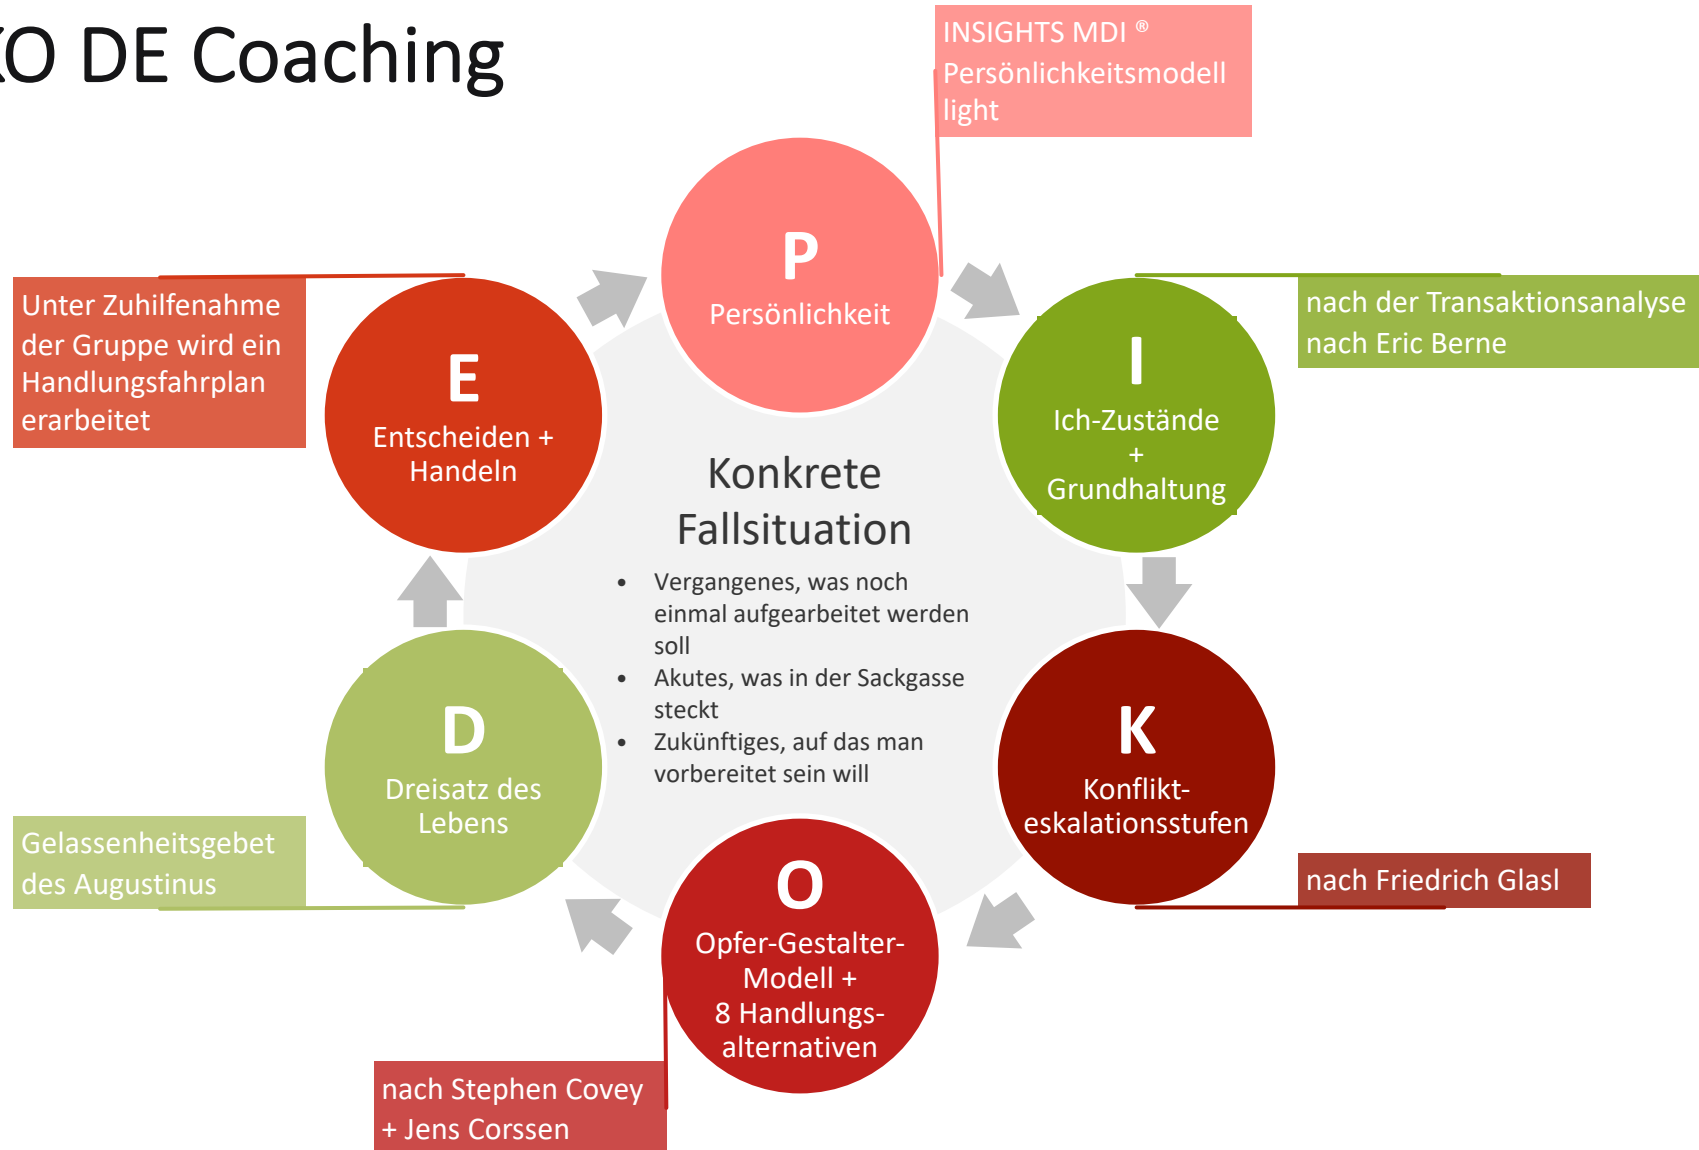 KO DE Coaching
INSIGHTS MDI ®
Persönlichkeitsmodell
light
P
Persönlichkeit
nach der Transaktionsanalyse
nach Eric Berne
I
Ich-Zustände
+
Grundhaltung
K
Konflikt-
eskalationsstufen
nach Friedrich Glasl
O
Opfer-Gestalter-
Modell +
8 Handlungs-
alternativen
nach Stephen Covey
+ Jens Corssen
D
Dreisatz des
Lebens
Gelassenheitsgebet
des Augustinus
E
Entscheiden +
Handeln
Unter Zuhilfenahme
der Gruppe wird ein
Handlungsfahrplan
erarbeitet
Konkrete
Fallsituation
• Vergangenes, was noch
einmal aufgearbeitet werden
soll
• Akutes, was in der Sackgasse
steckt
• Zukünftiges, auf das man
vorbereitet sein will